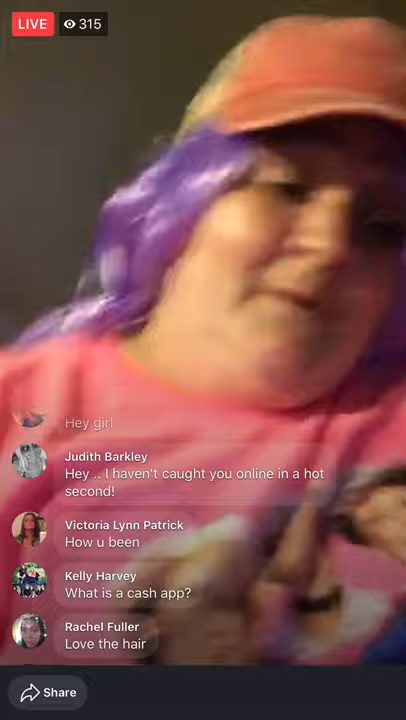 LIVE
315
Hey girl
Judith Barkley
Hey .. I haven't caught you online in a hot
second!
Victoria Lynn Patrick
How u been
Kelly Harvey
What is a cash app?
Rachel Fuller
Love the hair
Share